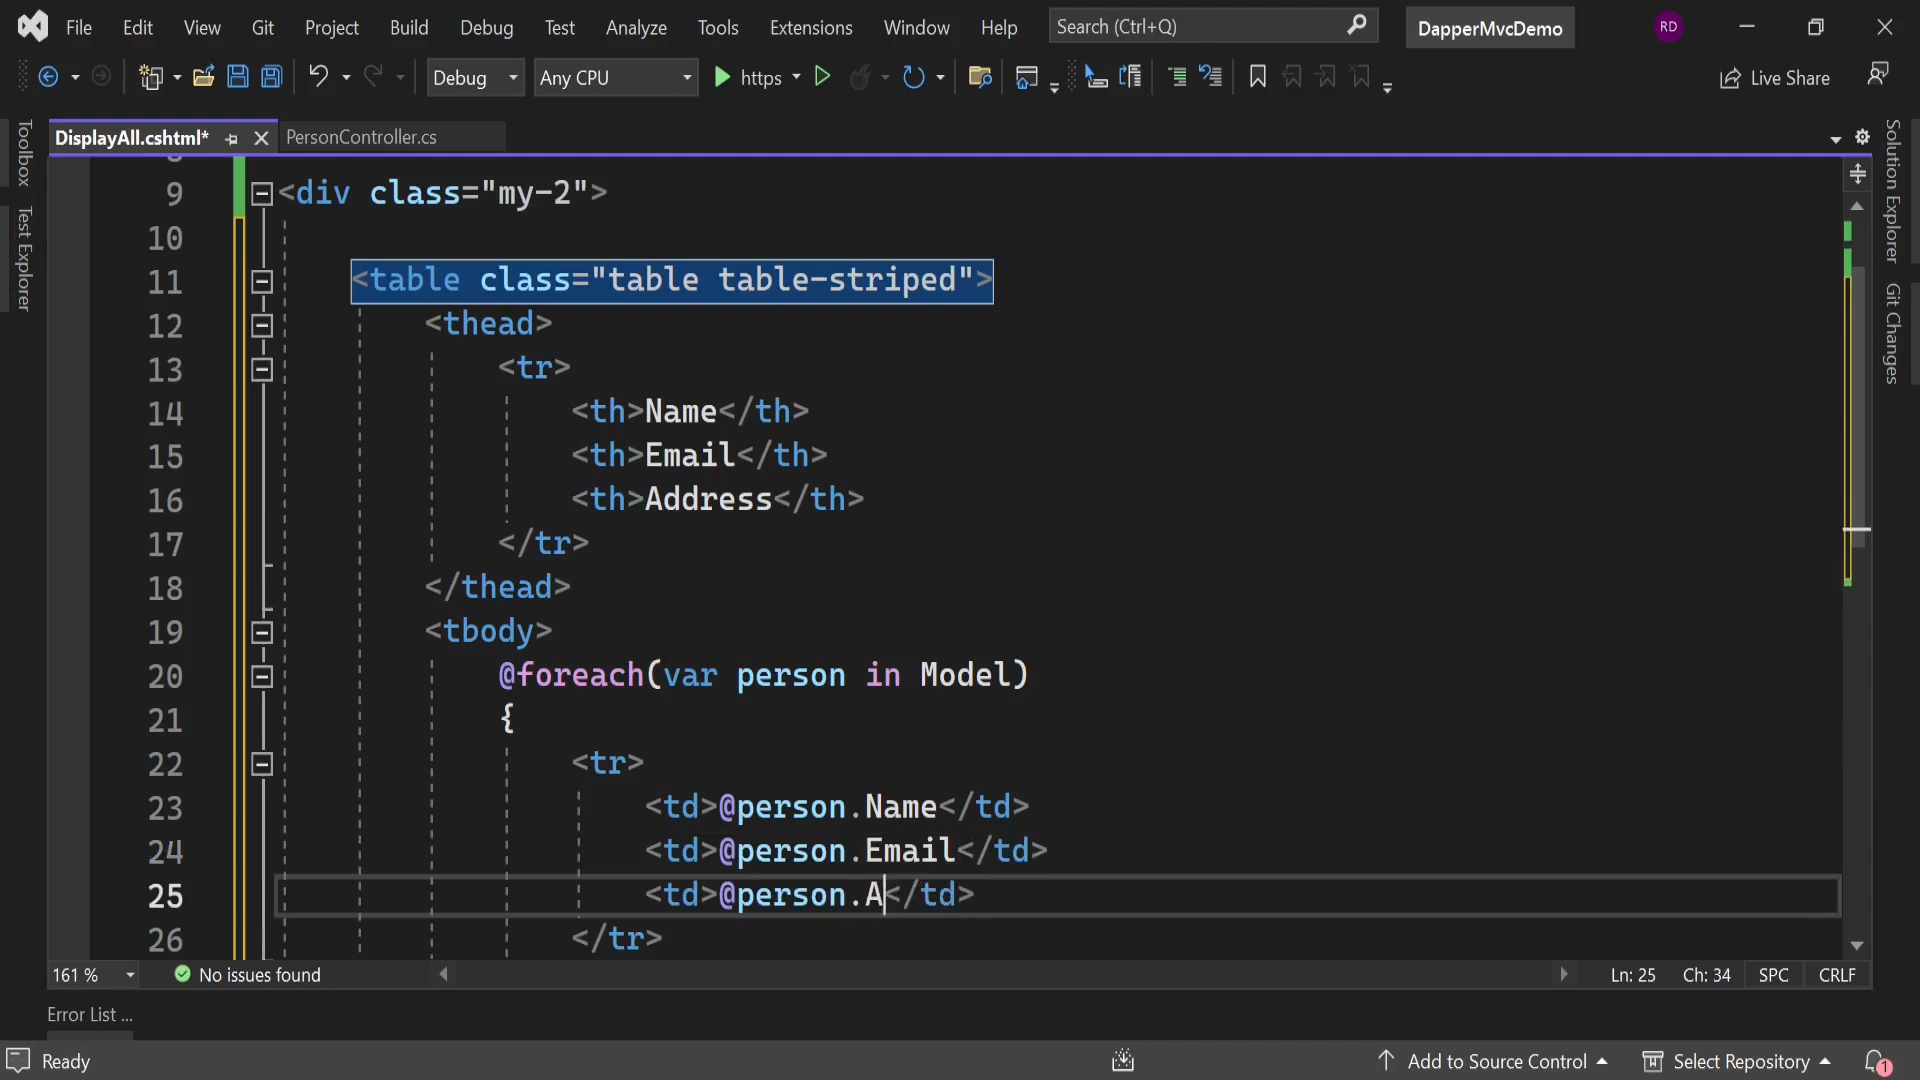 File Edit View Git Project Build Debug Test Analyze Tools Extensions Window Help Search (Ctrl+Q) DapperMvcDemo RD
Debug Any CPU https Live Share
Toolbox
Test Explorer
DisplayAll.cshtml* PersonController.cs
9 <div class="my-2">
10
11 <table class="table table-striped">
12 <thead>
13 <tr>
14 <th>Name</th>
15 <th>Email</th>
16 <th>Address</th>
17 </tr>
18 </thead>
19 <tbody>
20 @foreach(var person in Model)
21 {
22 <tr>
23 <td>@person.Name</td>
24 <td>@person.Email</td>
25 <td>@person.A</td>
26 </tr>
Solution Explorer
Git Changes
161 % No issues found Ln: 25 Ch: 34 SPC CRLF
Error List ...
Ready Add to Source Control Select Repository 1